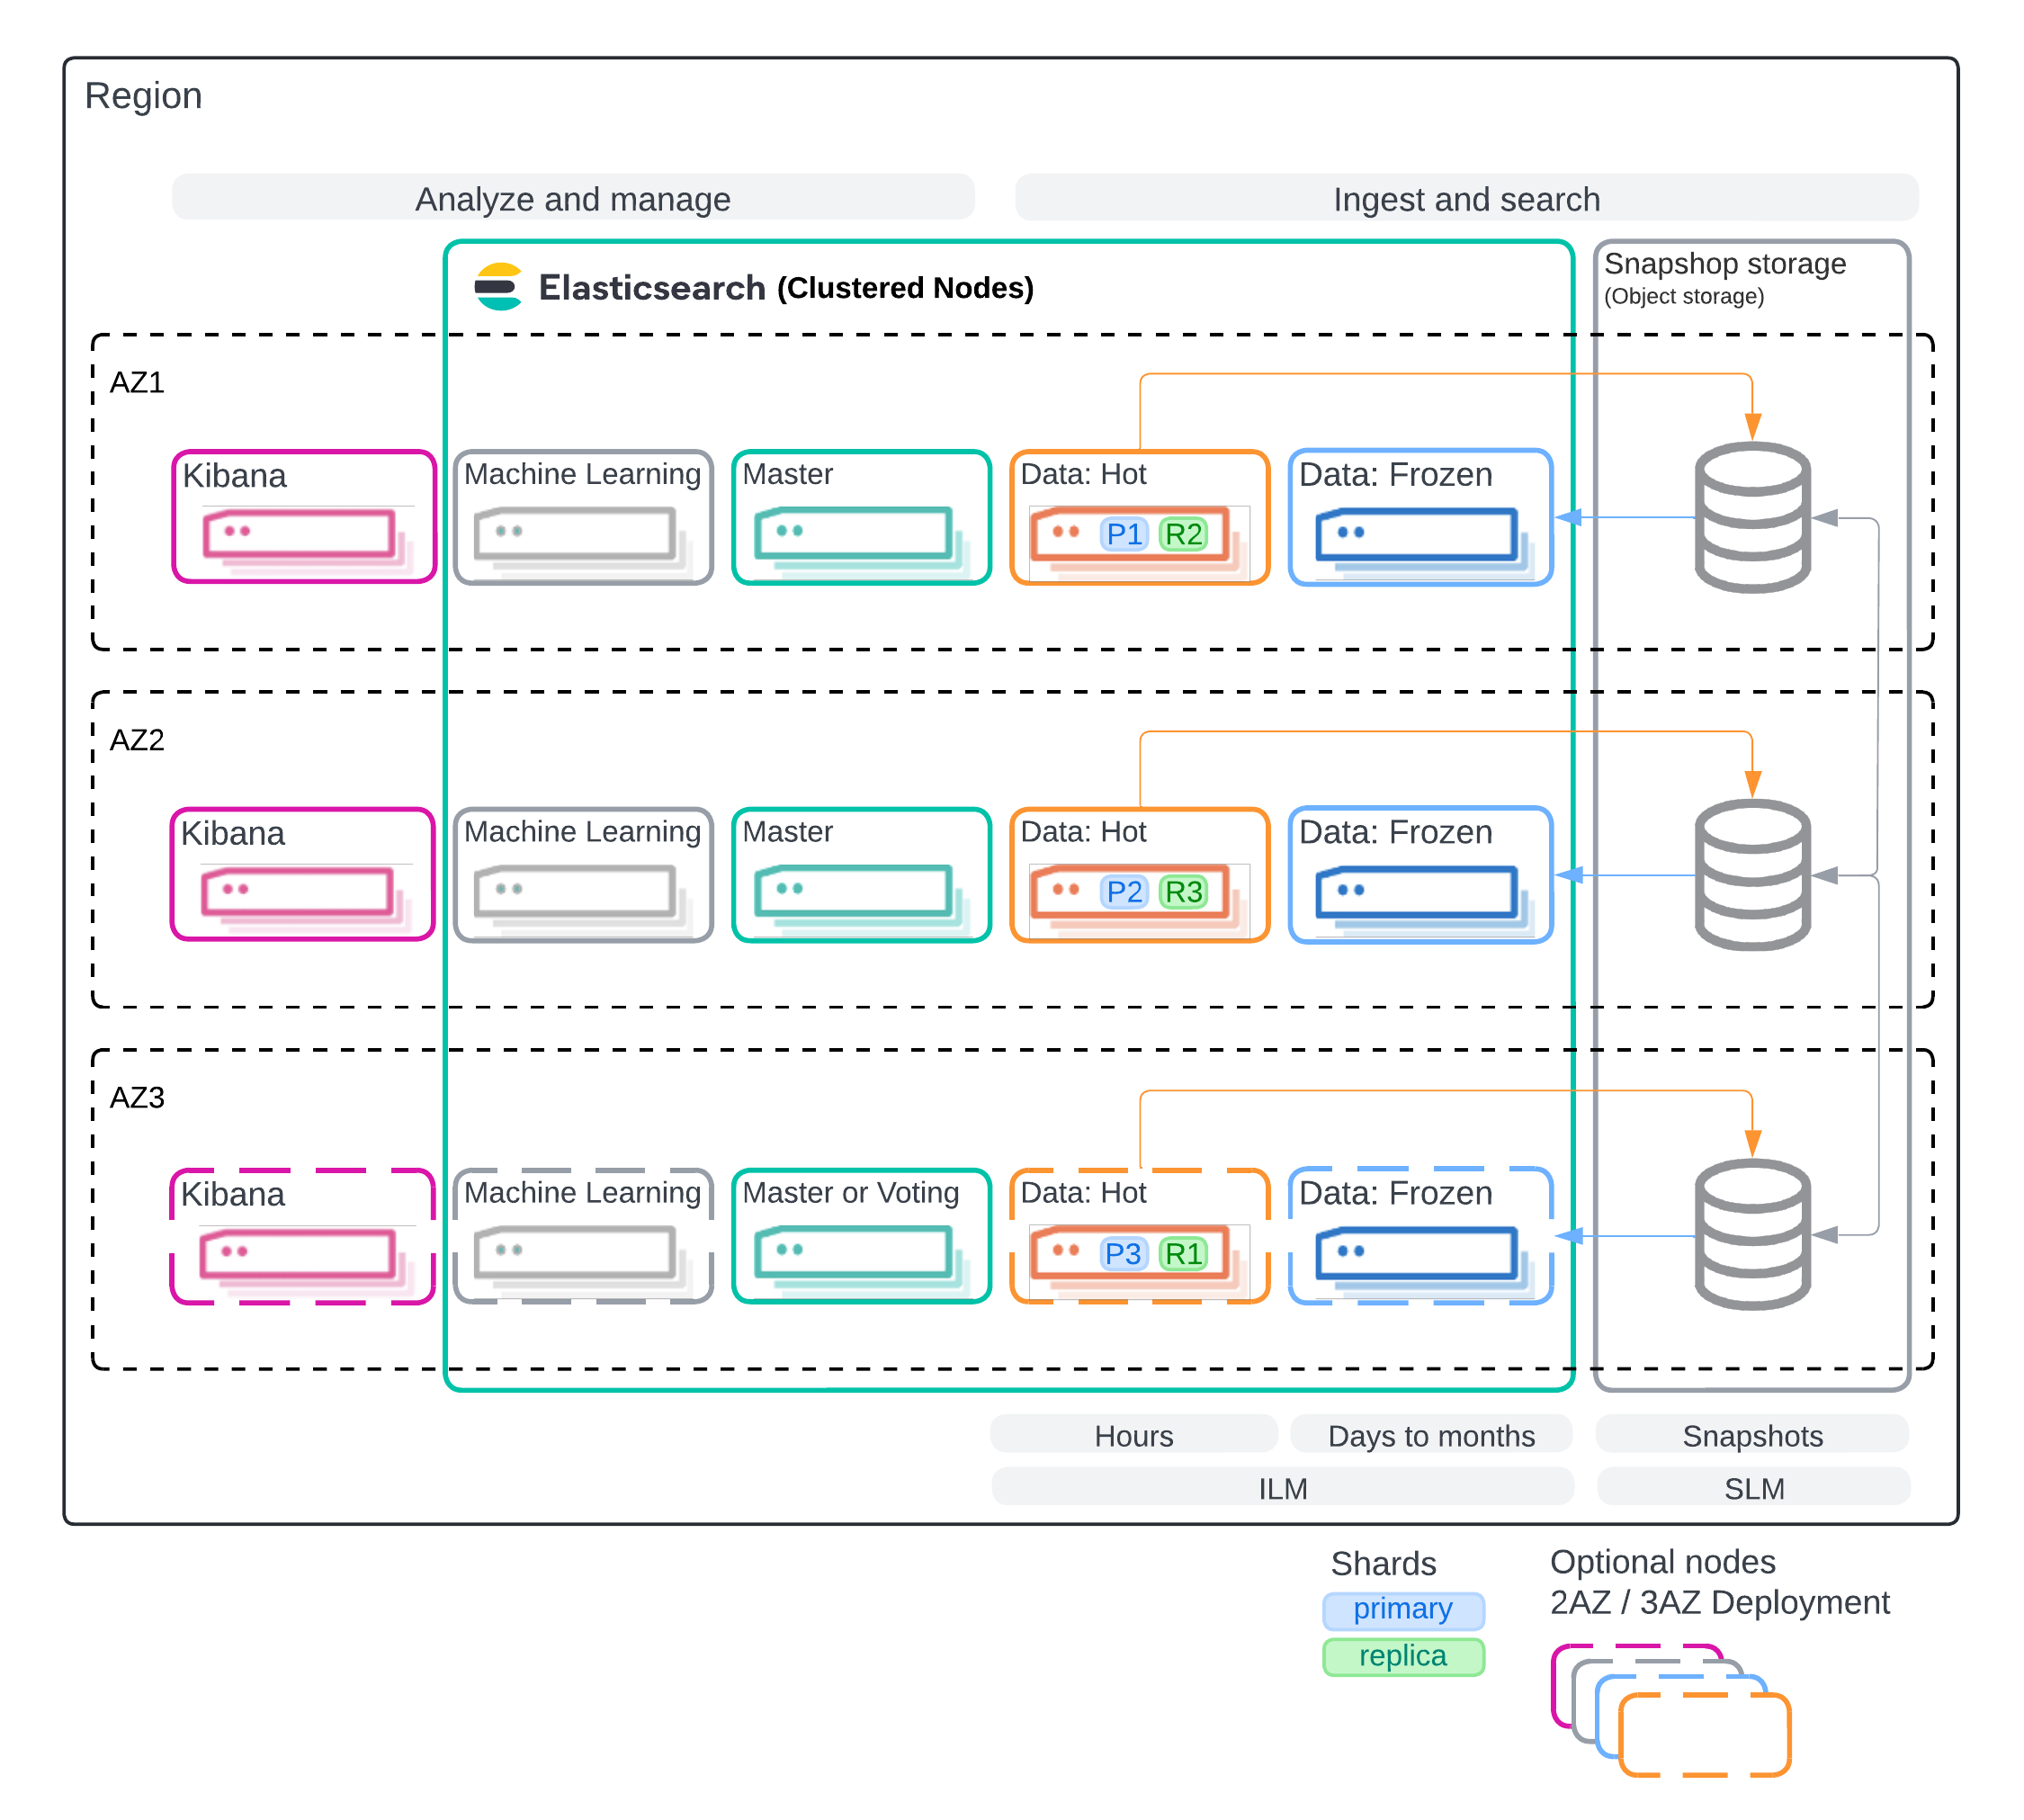 Region
Analyze and manage
Ingest and search
Elasticsearch (Clustered Nodes)
Snapshop storage
(Object storage)
AZ1
Kibana
Machine Learning
Master
Data: Hot
P1
R2
Data: Frozen
AZ2
Kibana
Machine Learning
Master
Data: Hot
P2
R3
Data: Frozen
AZ3
Kibana
Machine Learning
Master or Voting
Data: Hot
P3
R1
Data: Frozen
Hours
Days to months
Snapshots
ILM
SLM
Shards
primary
replica
Optional nodes
2AZ / 3AZ Deployment